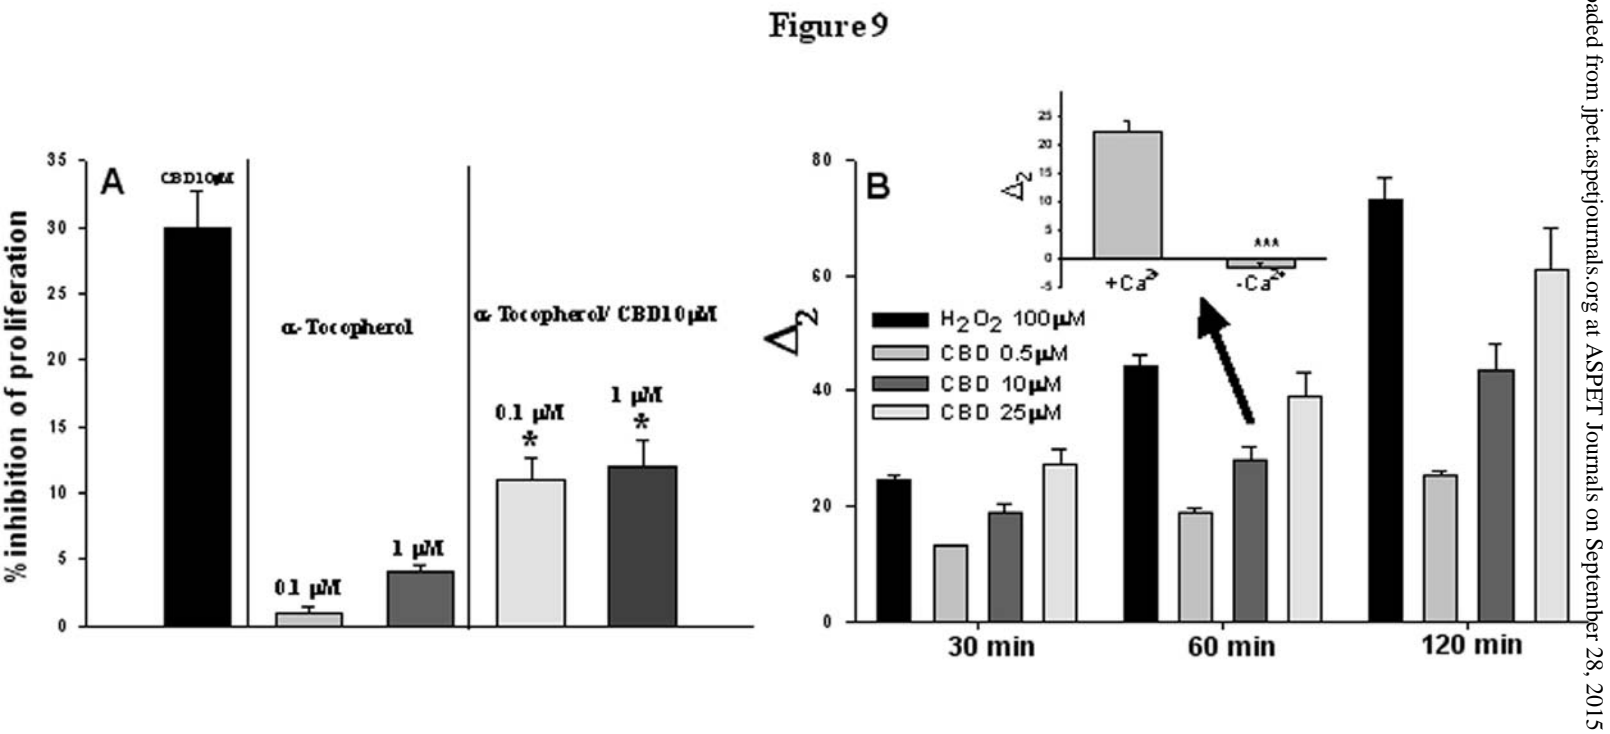 Figure 9
A
CBD10µM
α-Tocopherol
α-Tocopherol/ CBD10µM
0.1 µM
1 µM
0.1 µM
*
1 µM
*
% inhibition of proliferation
35
30
25
20
15
10
5
0
B
Δ2
80
60
40
20
0
H2O2 100µM
CBD 0.5µM
CBD 10µM
CBD 25µM
30 min
60 min
120 min
Δ2
25
20
15
10
5
0
-5
***
+Ca2+
-Ca2+
oaded from jpet.aspetjournals.org at ASPET Journals on September 28, 2015